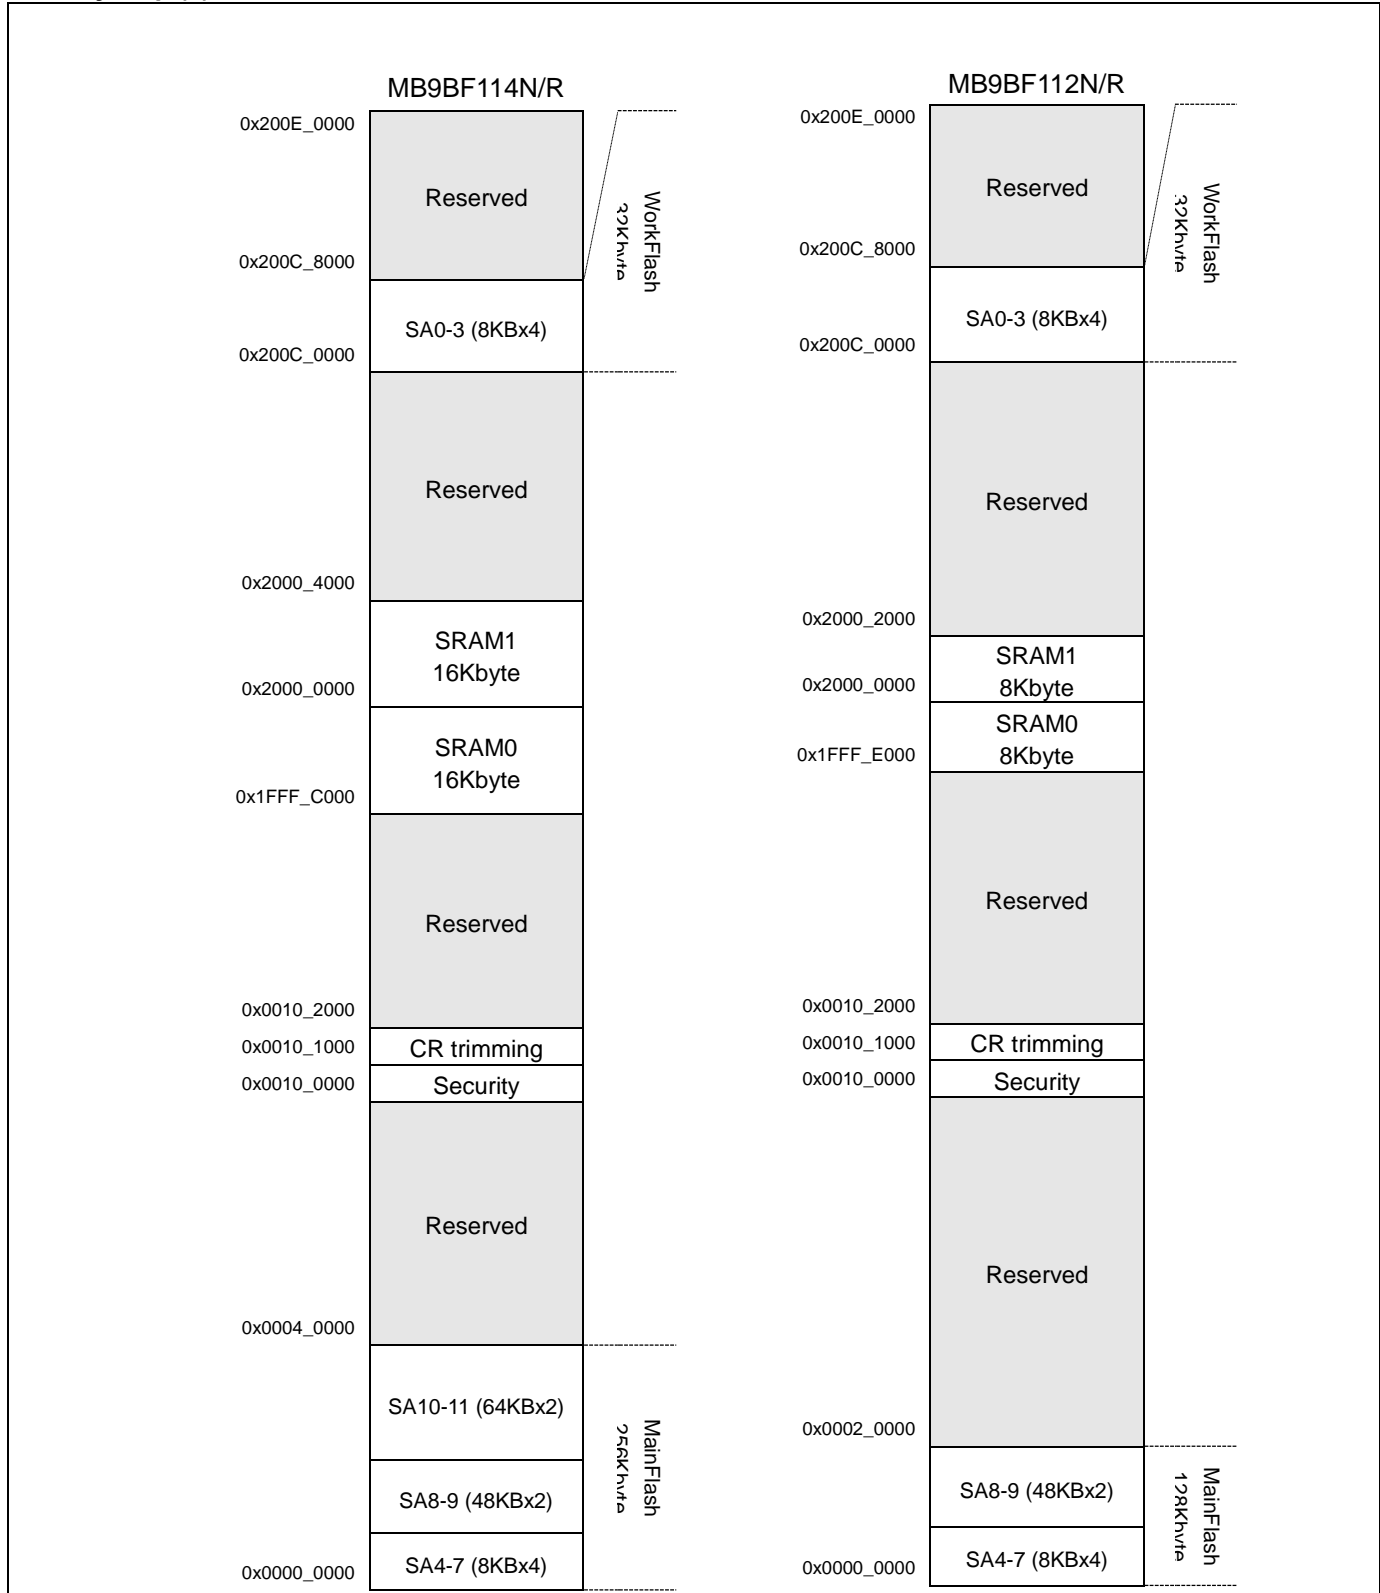 MB9BF114N/R
0x200E_0000
Reserved
WorkFlash
0x200C_8000
SA0-3 (8KBx4)
0x200C_0000
Reserved
0x2000_4000
SRAM1
16Kbyte
0x2000_0000
SRAM0
16Kbyte
0x1FFF_C000
Reserved
0x0010_2000
CR trimming
0x0010_1000
Security
0x0010_0000
Reserved
0x0004_0000
SA10-11 (64KBx2)
MainFlash
256Kbyte
SA8-9 (48KBx2)
SA4-7 (8KBx4)
0x0000_0000
MB9BF112N/R
0x200E_0000
Reserved
WorkFlash
32Kbyte
0x200C_8000
SA0-3 (8KBx4)
0x200C_0000
Reserved
0x2000_2000
SRAM1
8Kbyte
0x2000_0000
SRAM0
8Kbyte
0x1FFF_E000
Reserved
0x0010_2000
CR trimming
0x0010_1000
Security
0x0010_0000
Reserved
0x0002_0000
SA8-9 (48KBx2)
MainFlash
128Kbyte
SA4-7 (8KBx4)
0x0000_0000